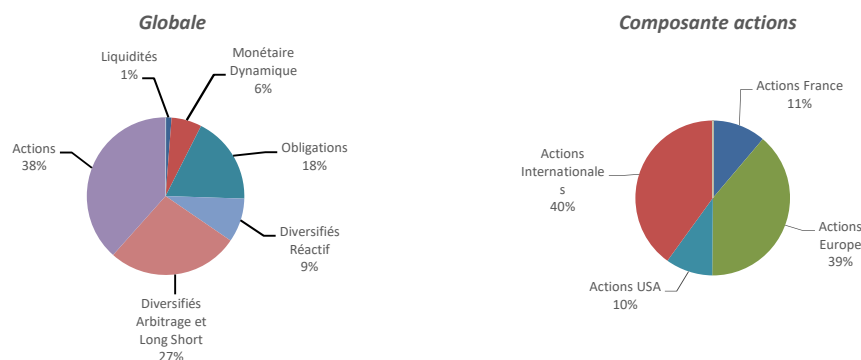 Globale
Liquidités
1%
Monétaire
Dynamique
6%
Obligations
18%
Diversifiés
Réactif
9%
Diversifiés
Arbitrage et
Long Short
27%
Actions
38%
Composante actions
Actions France
11%
Actions
Europe
39%
Actions USA
10%
Actions
Internationale
s
40%